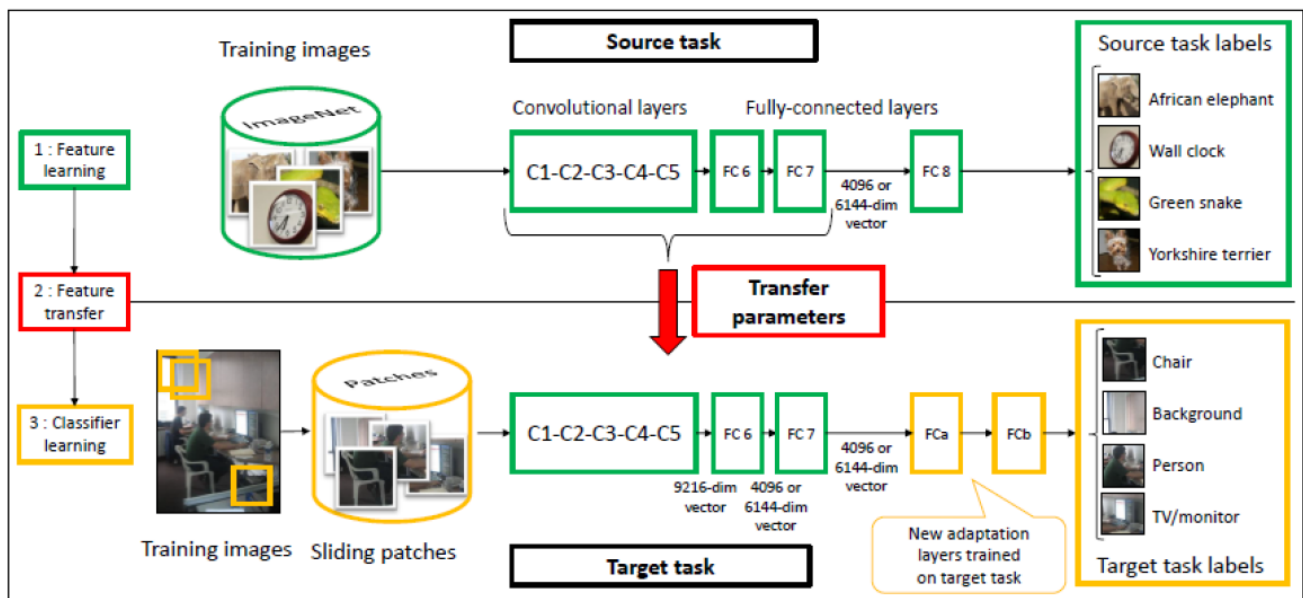 Source task
Training images
Source task labels
ImageNet
Convolutional layers
Fully-connected layers
African elephant
1 : Feature
learning
C1-C2-C3-C4-C5
FC 6
FC 7
FC 8
Wall clock
4096 or
6144-dim
vector
Green snake
Yorkshire terrier
2 : Feature
transfer
Transfer
parameters
3 : Classifier
learning
Patches
C1-C2-C3-C4-C5
FC 6
FC 7
FCa
FCb
Chair
Background
Person
TV/monitor
9216-dim
vector
4096 or
6144-dim
vector
4096 or
6144-dim
vector
New adaptation
layers trained
on target task
Training images
Sliding patches
Target task
Target task labels